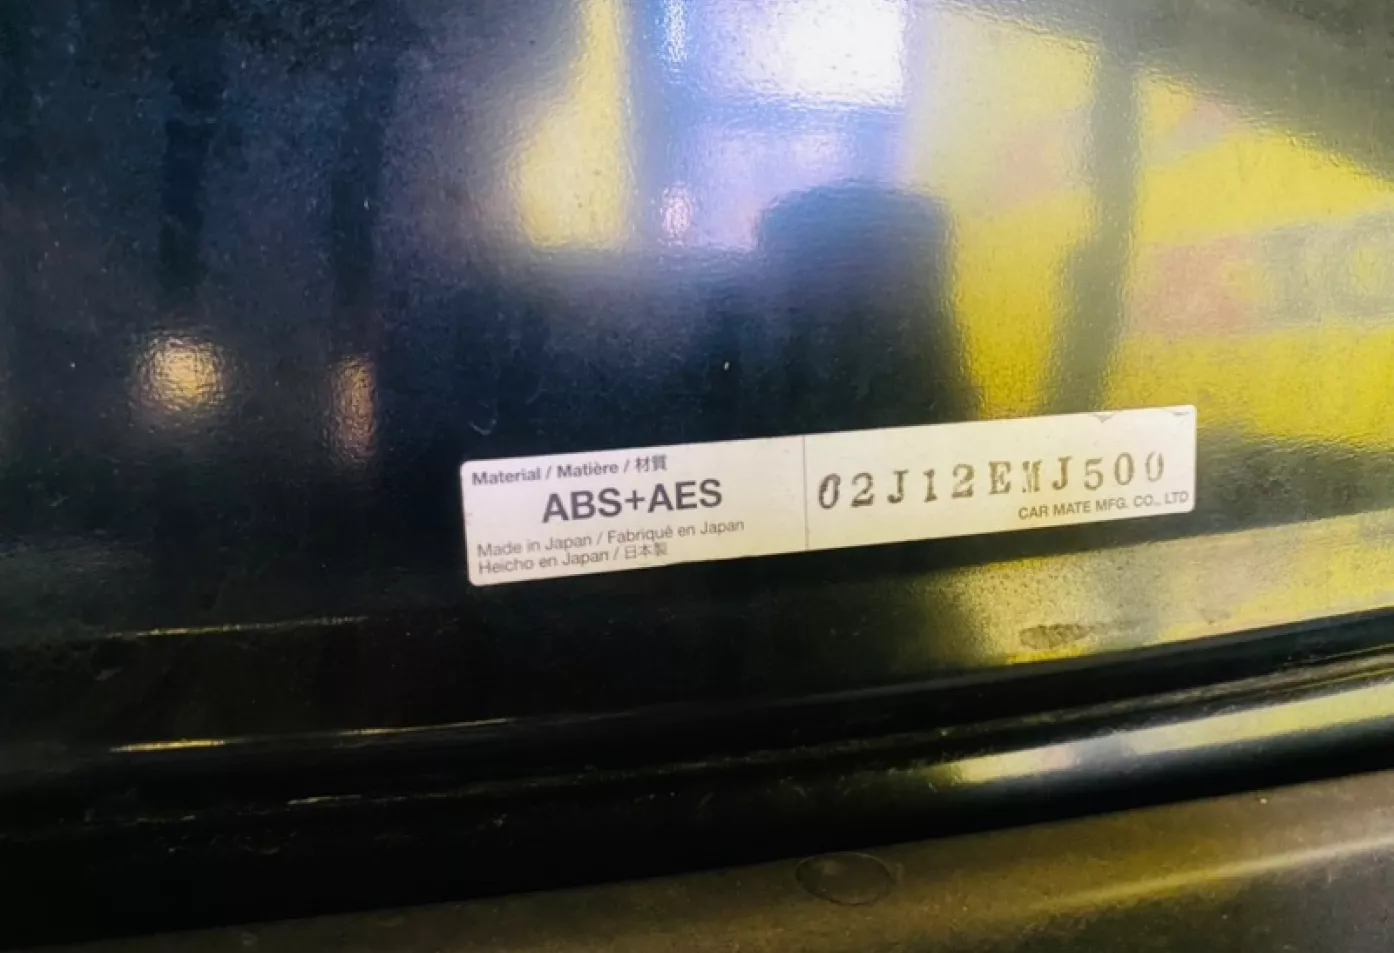 Material / Matière / 材質
ABS+AES
Made in Japan / Fabriqué en Japan
Heicho en Japan / 日本製
02J12EMJ500
CAR MATE MFG. CO., LTD